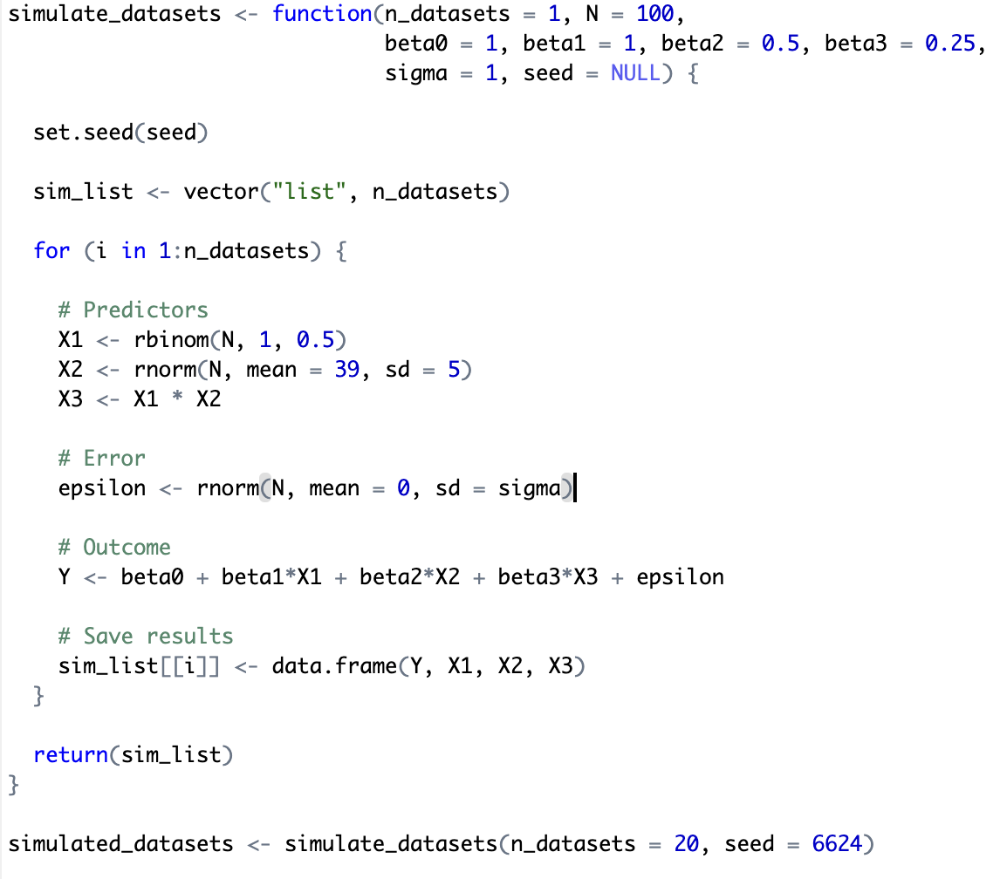 simulate_datasets <- function(n_datasets = 1, N = 100,
                              beta0 = 1, beta1 = 1, beta2 = 0.5, beta3 = 0.25,
                              sigma = 1, seed = NULL) {
  set.seed(seed)
  sim_list <- vector("list", n_datasets)
  for (i in 1:n_datasets) {
    # Predictors
    X1 <- rbinom(N, 1, 0.5)
    X2 <- rnorm(N, mean = 39, sd = 5)
    X3 <- X1 * X2
    # Error
    epsilon <- rnorm(N, mean = 0, sd = sigma)
    # Outcome
    Y <- beta0 + beta1*X1 + beta2*X2 + beta3*X3 + epsilon
    # Save results
    sim_list[[i]] <- data.frame(Y, X1, X2, X3)
  }
  return(sim_list)
}
simulated_datasets <- simulate_datasets(n_datasets = 20, seed = 6624)